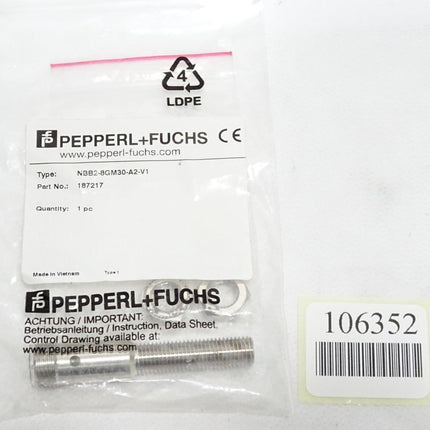 4
LDPE
PEPPERL+FUCHS CE
www.pepperl-fuchs.com
Type: NBB2-8GM30-A2-V1
Part No.: 187217
Quantity: 1 pc
Made in Vietnam
PEPPERL+FUCHS
ACHTUNG / IMPORTANT:
Betriebsanleitung / Instruction, Data Sheet,
Control Drawing available at:
www.pepperl-fuchs.com
106352